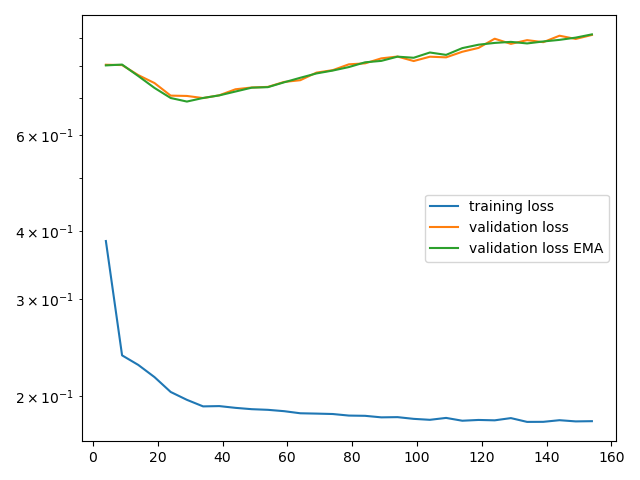 6 × 10⁻¹
4 × 10⁻¹
3 × 10⁻¹
2 × 10⁻¹
training loss
validation loss
validation loss EMA
0 20 40 60 80 100 120 140 160